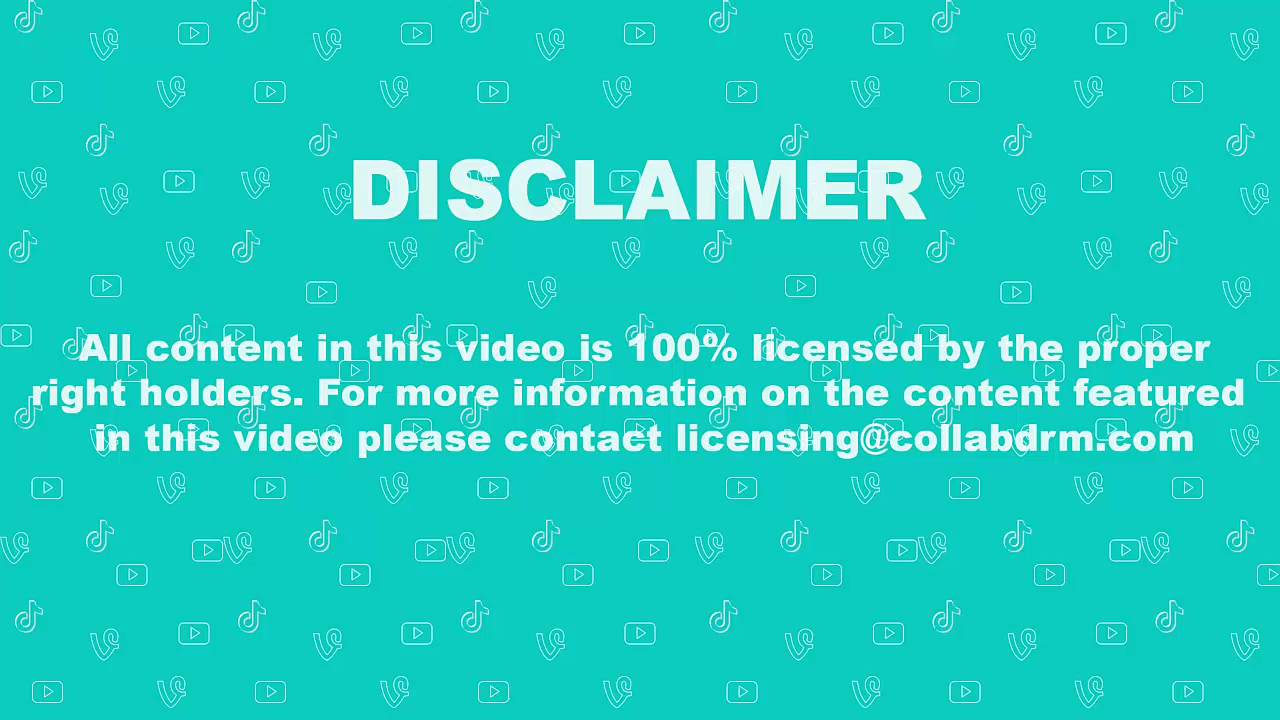 DISCLAIMER
All content in this video is 100% licensed by the proper
right holders. For more information on the content featured
in this video please contact licensing@collabdrm.com